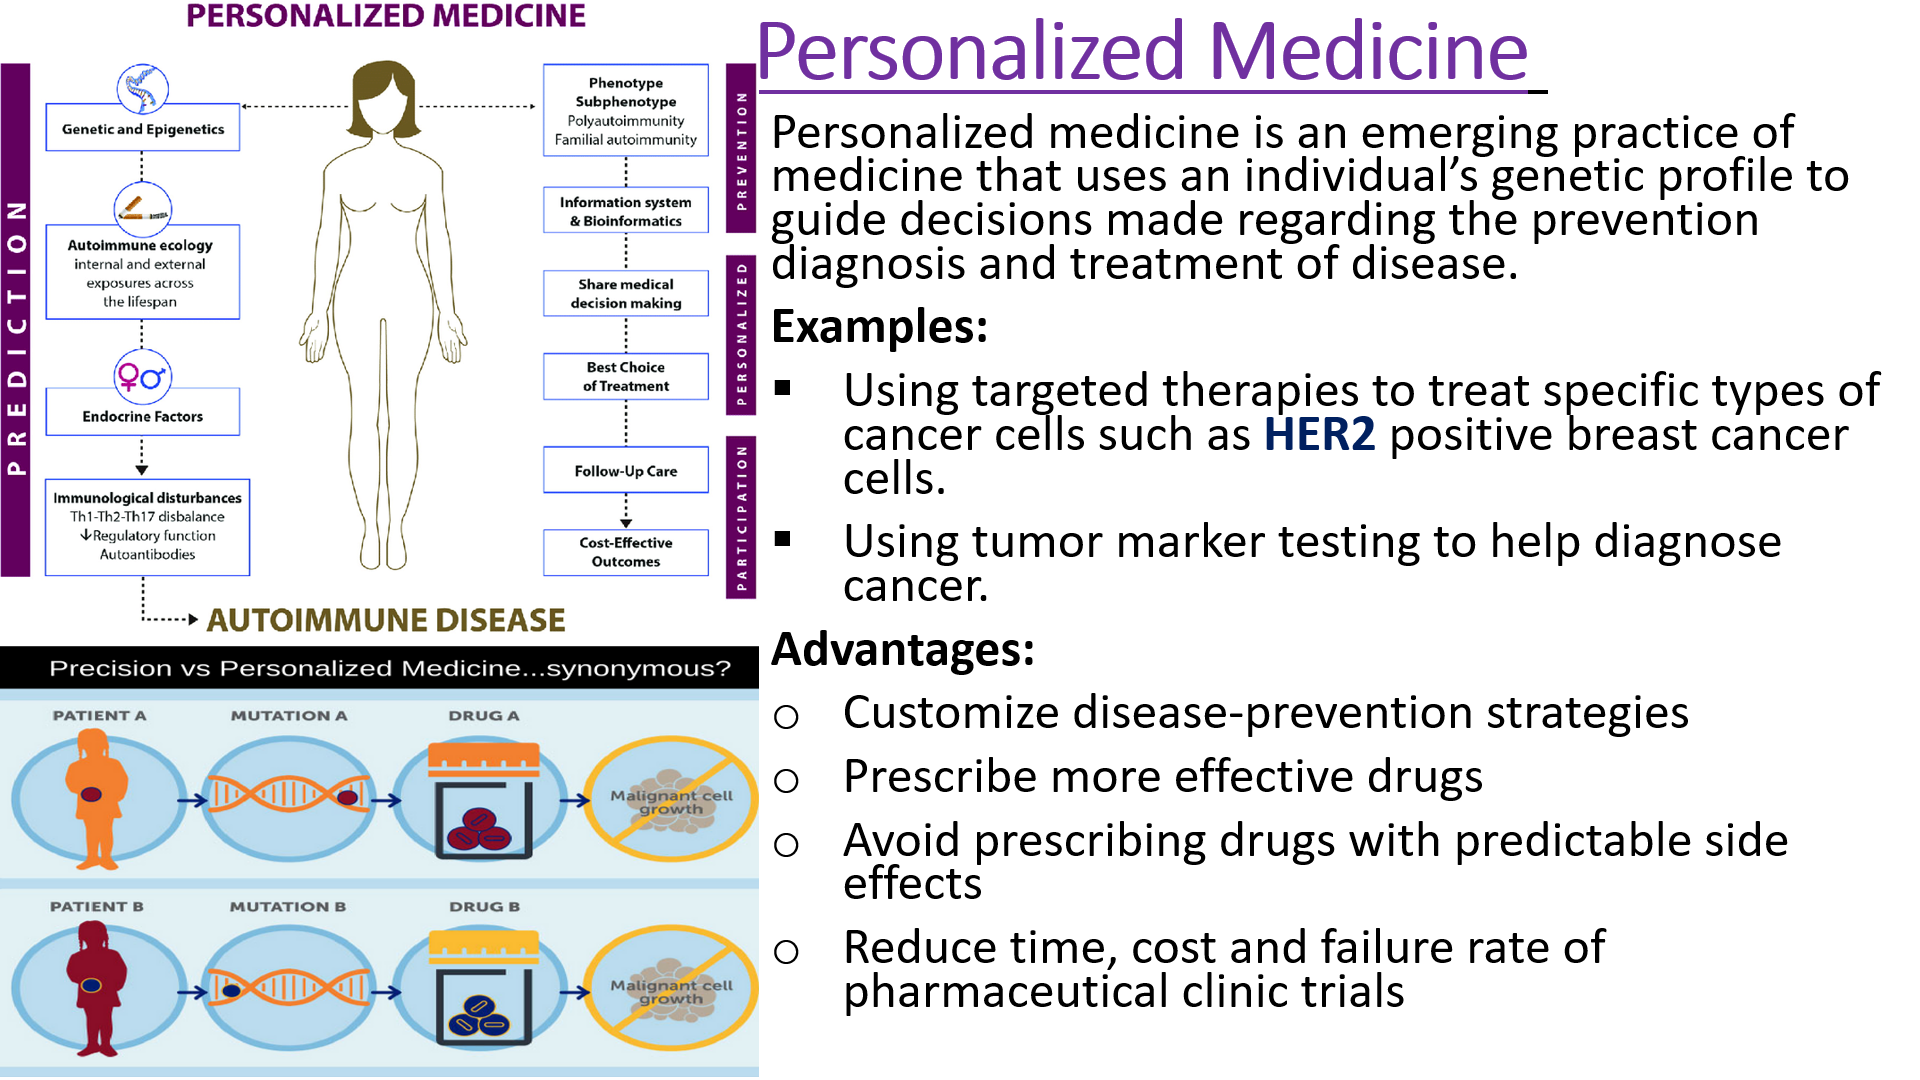 PERSONALIZED MEDICINE
PREDICTION
Genetic and Epigenetics
Autoimmune ecology
internal and external
exposures across
the lifespan
Endocrine Factors
Immunological disturbances
Th1-Th2-Th17 disbalance
↓Regulatory function
Autoantibodies
Phenotype
Subphenotype
Polyautoimmunity
Familial autoimmunity
Information system
& Bioinformatics
Share medical
decision making
Best Choice
of Treatment
Follow-Up Care
Cost-Effective
Outcomes
PREVENTION
PERSONALIZED
PARTICIPATION
AUTOIMMUNE DISEASE
Precision vs Personalized Medicine...synonymous?
PATIENT A
MUTATION A
DRUG A
Malignant cell
growth
PATIENT B
MUTATION B
DRUG B
Malignant cell
growth
Personalized Medicine
Personalized medicine is an emerging practice of
medicine that uses an individual’s genetic profile to
guide decisions made regarding the prevention
diagnosis and treatment of disease.
Examples:
▪ Using targeted therapies to treat specific types of
cancer cells such as HER2 positive breast cancer
cells.
▪ Using tumor marker testing to help diagnose
cancer.
Advantages:
o Customize disease-prevention strategies
o Prescribe more effective drugs
o Avoid prescribing drugs with predictable side
effects
o Reduce time, cost and failure rate of
pharmaceutical clinic trials